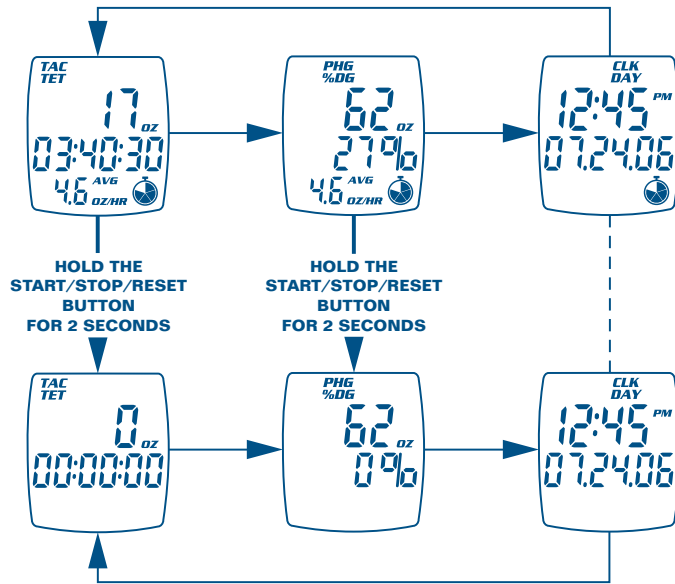 TAC
TET
17 OZ
03:40:30
4.6 AVG OZ/HR
PHG
%DG
62 OZ
27%
4.6 AVG OZ/HR
CLK
DAY
12:45 PM
07.24.06
HOLD THE
START/STOP/RESET
BUTTON
FOR 2 SECONDS
HOLD THE
START/STOP/RESET
BUTTON
FOR 2 SECONDS
TAC
TET
0 OZ
00:00:00
PHG
%DG
62 OZ
0%
CLK
DAY
12:45 PM
07.24.06